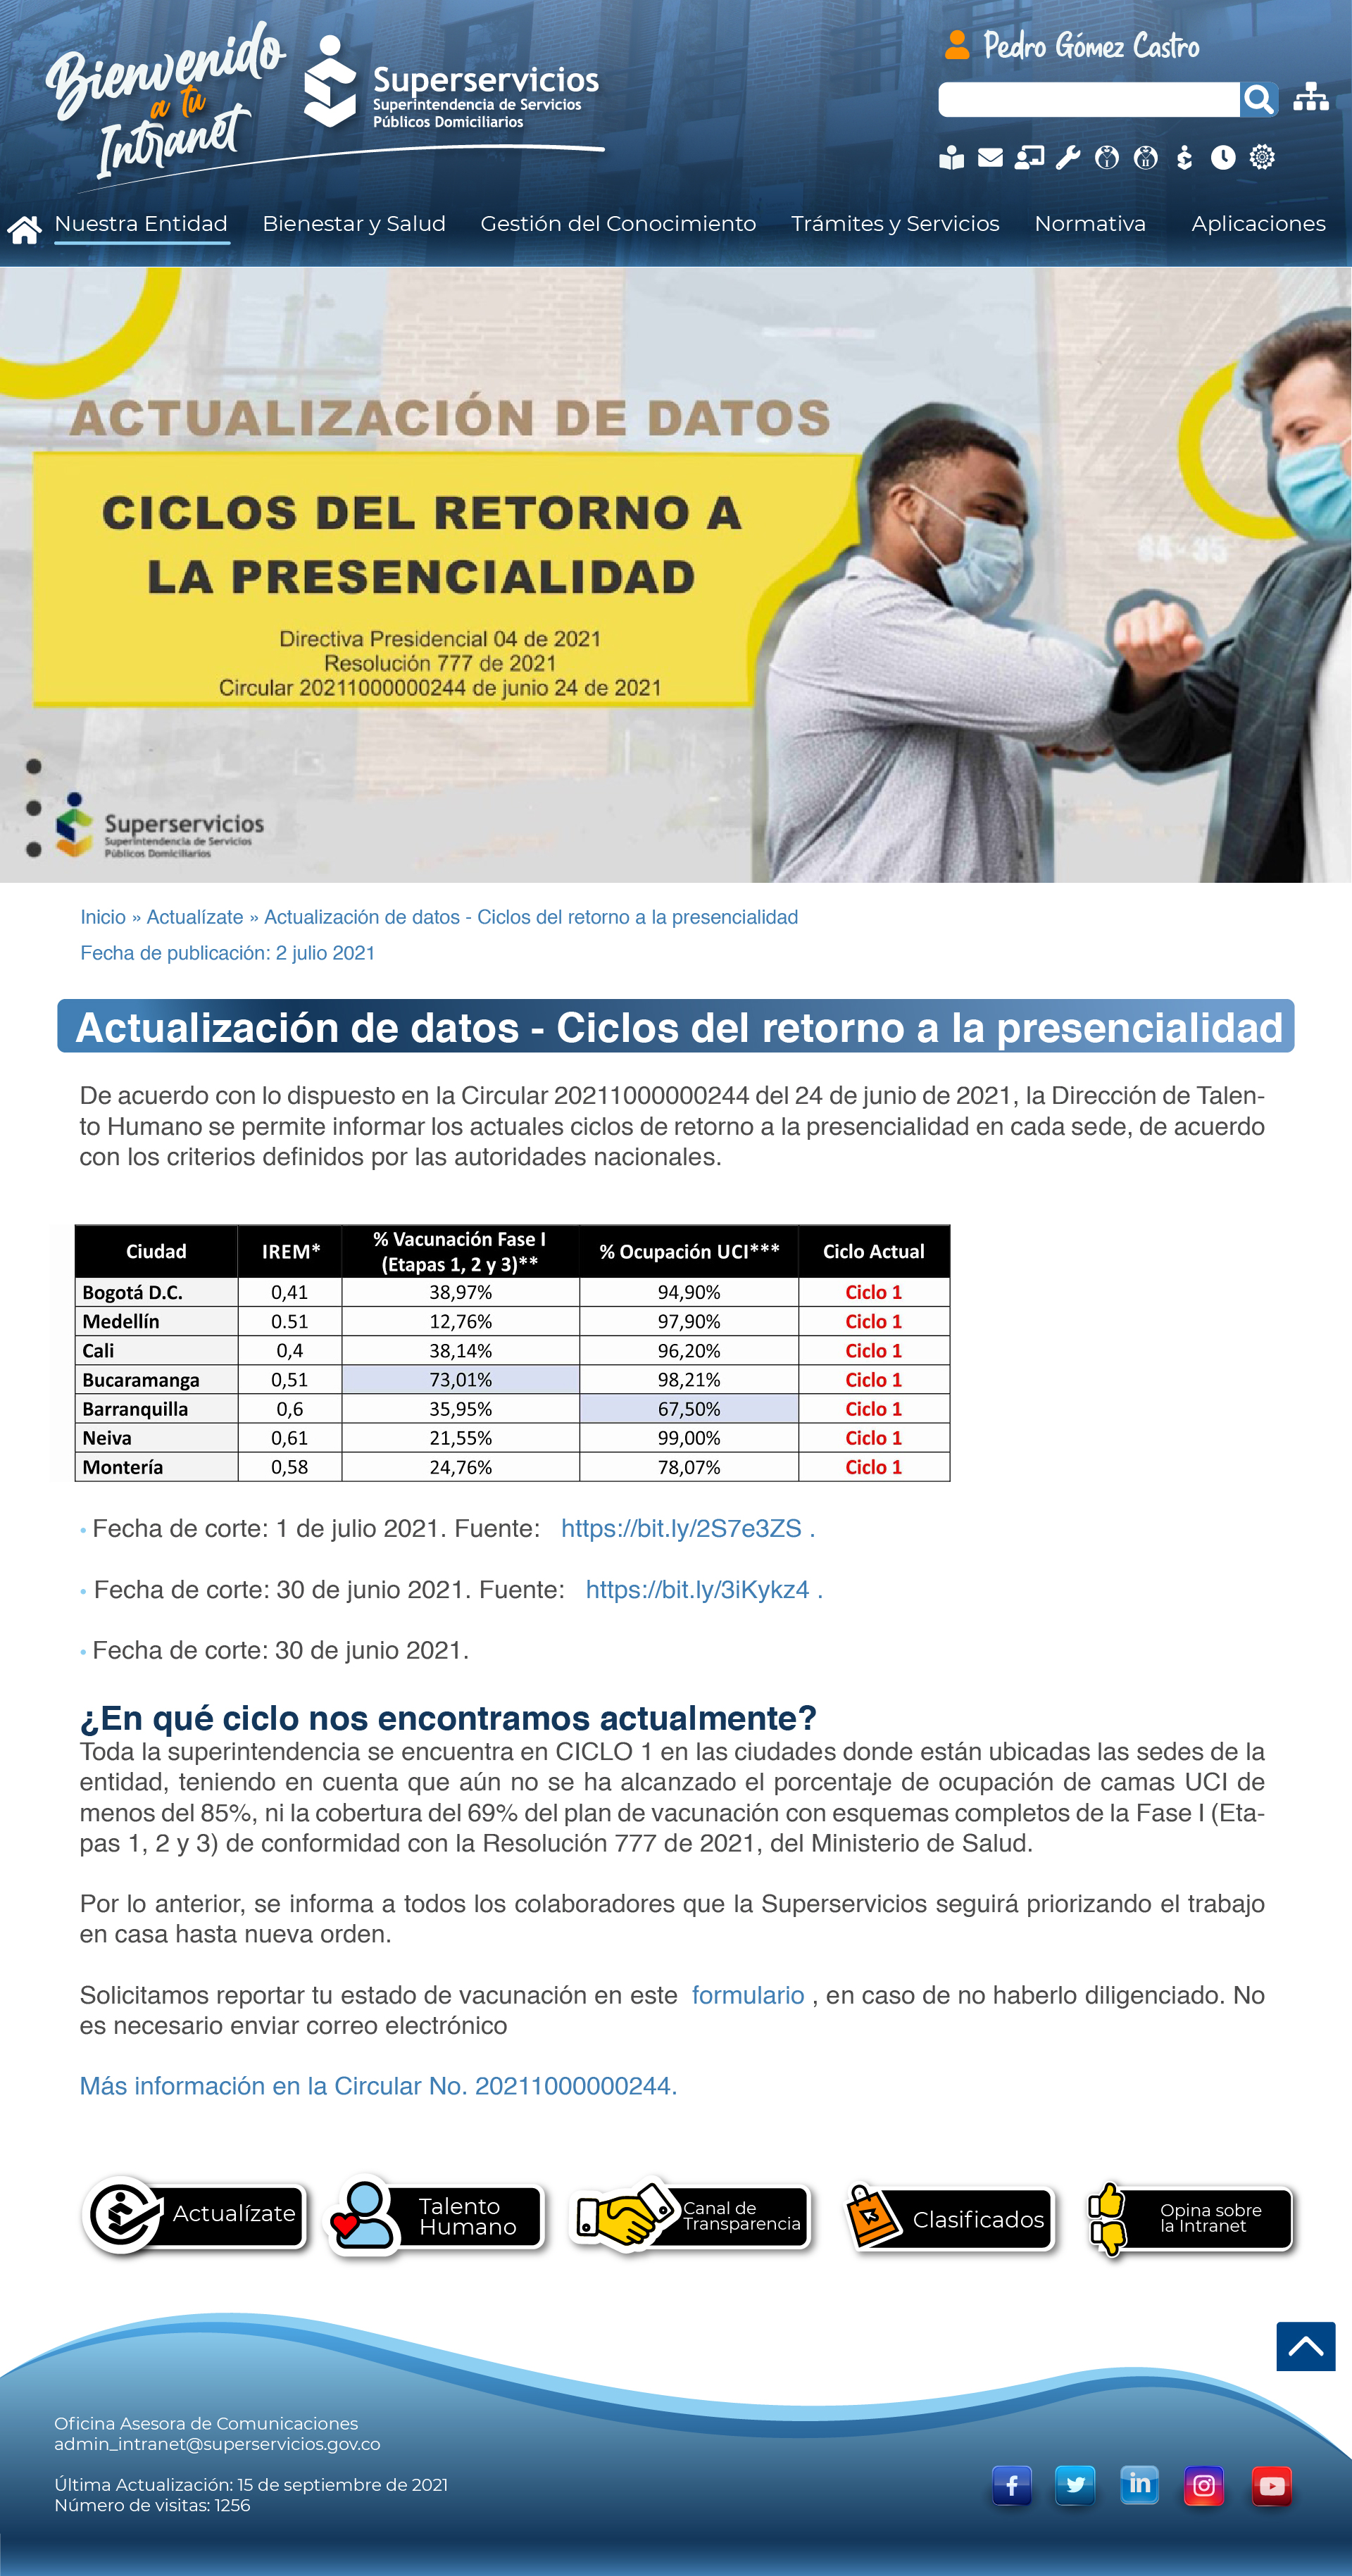 Bienvenido
a tu
Intranet
Superservicios
Superintendencia de Servicios
Públicos Domiciliarios
Pedro Gómez Castro
Nuestra Entidad Bienestar y Salud Gestión del Conocimiento Trámites y Servicios Normativa Aplicaciones
ACTUALIZACIÓN DE DATOS
CICLOS DEL RETORNO A
LA PRESENCIALIDAD
Directiva Presidencial 04 de 2021
Resolución 777 de 2021
Circular 20211000000244 de junio 24 de 2021
64-35
Superservicios
Superintendencia de Servicios
Públicos Domiciliarios
Inicio » Actualízate » Actualización de datos - Ciclos del retorno a la presencialidad
Fecha de publicación: 2 julio 2021
Actualización de datos - Ciclos del retorno a la presencialidad
De acuerdo con lo dispuesto en la Circular 20211000000244 del 24 de junio de 2021, la Dirección de Talen-
to Humano se permite informar los actuales ciclos de retorno a la presencialidad en cada sede, de acuerdo
con los criterios definidos por las autoridades nacionales.
Ciudad IREM* % Vacunación Fase I (Etapas 1, 2 y 3)** % Ocupación UCI*** Ciclo Actual
Bogotá D.C. 0,41 38,97% 94,90% Ciclo 1
Medellín 0.51 12,76% 97,90% Ciclo 1
Cali 0,4 38,14% 96,20% Ciclo 1
Bucaramanga 0,51 73,01% 98,21% Ciclo 1
Barranquilla 0,6 35,95% 67,50% Ciclo 1
Neiva 0,61 21,55% 99,00% Ciclo 1
Montería 0,58 24,76% 78,07% Ciclo 1
• Fecha de corte: 1 de julio 2021. Fuente: https://bit.ly/2S7e3ZS .
• Fecha de corte: 30 de junio 2021. Fuente: https://bit.ly/3iKykz4 .
• Fecha de corte: 30 de junio 2021.
¿En qué ciclo nos encontramos actualmente?
Toda la superintendencia se encuentra en CICLO 1 en las ciudades donde están ubicadas las sedes de la
entidad, teniendo en cuenta que aún no se ha alcanzado el porcentaje de ocupación de camas UCI de
menos del 85%, ni la cobertura del 69% del plan de vacunación con esquemas completos de la Fase I (Eta-
pas 1, 2 y 3) de conformidad con la Resolución 777 de 2021, del Ministerio de Salud.
Por lo anterior, se informa a todos los colaboradores que la Superservicios seguirá priorizando el trabajo
en casa hasta nueva orden.
Solicitamos reportar tu estado de vacunación en este formulario , en caso de no haberlo diligenciado. No
es necesario enviar correo electrónico
Más información en la Circular No. 20211000000244.
Actualízate
Talento
Humano
Canal de
Transparencia
Clasificados
Opina sobre
la Intranet
Oficina Asesora de Comunicaciones
admin_intranet@superservicios.gov.co
Última Actualización: 15 de septiembre de 2021
Número de visitas: 1256